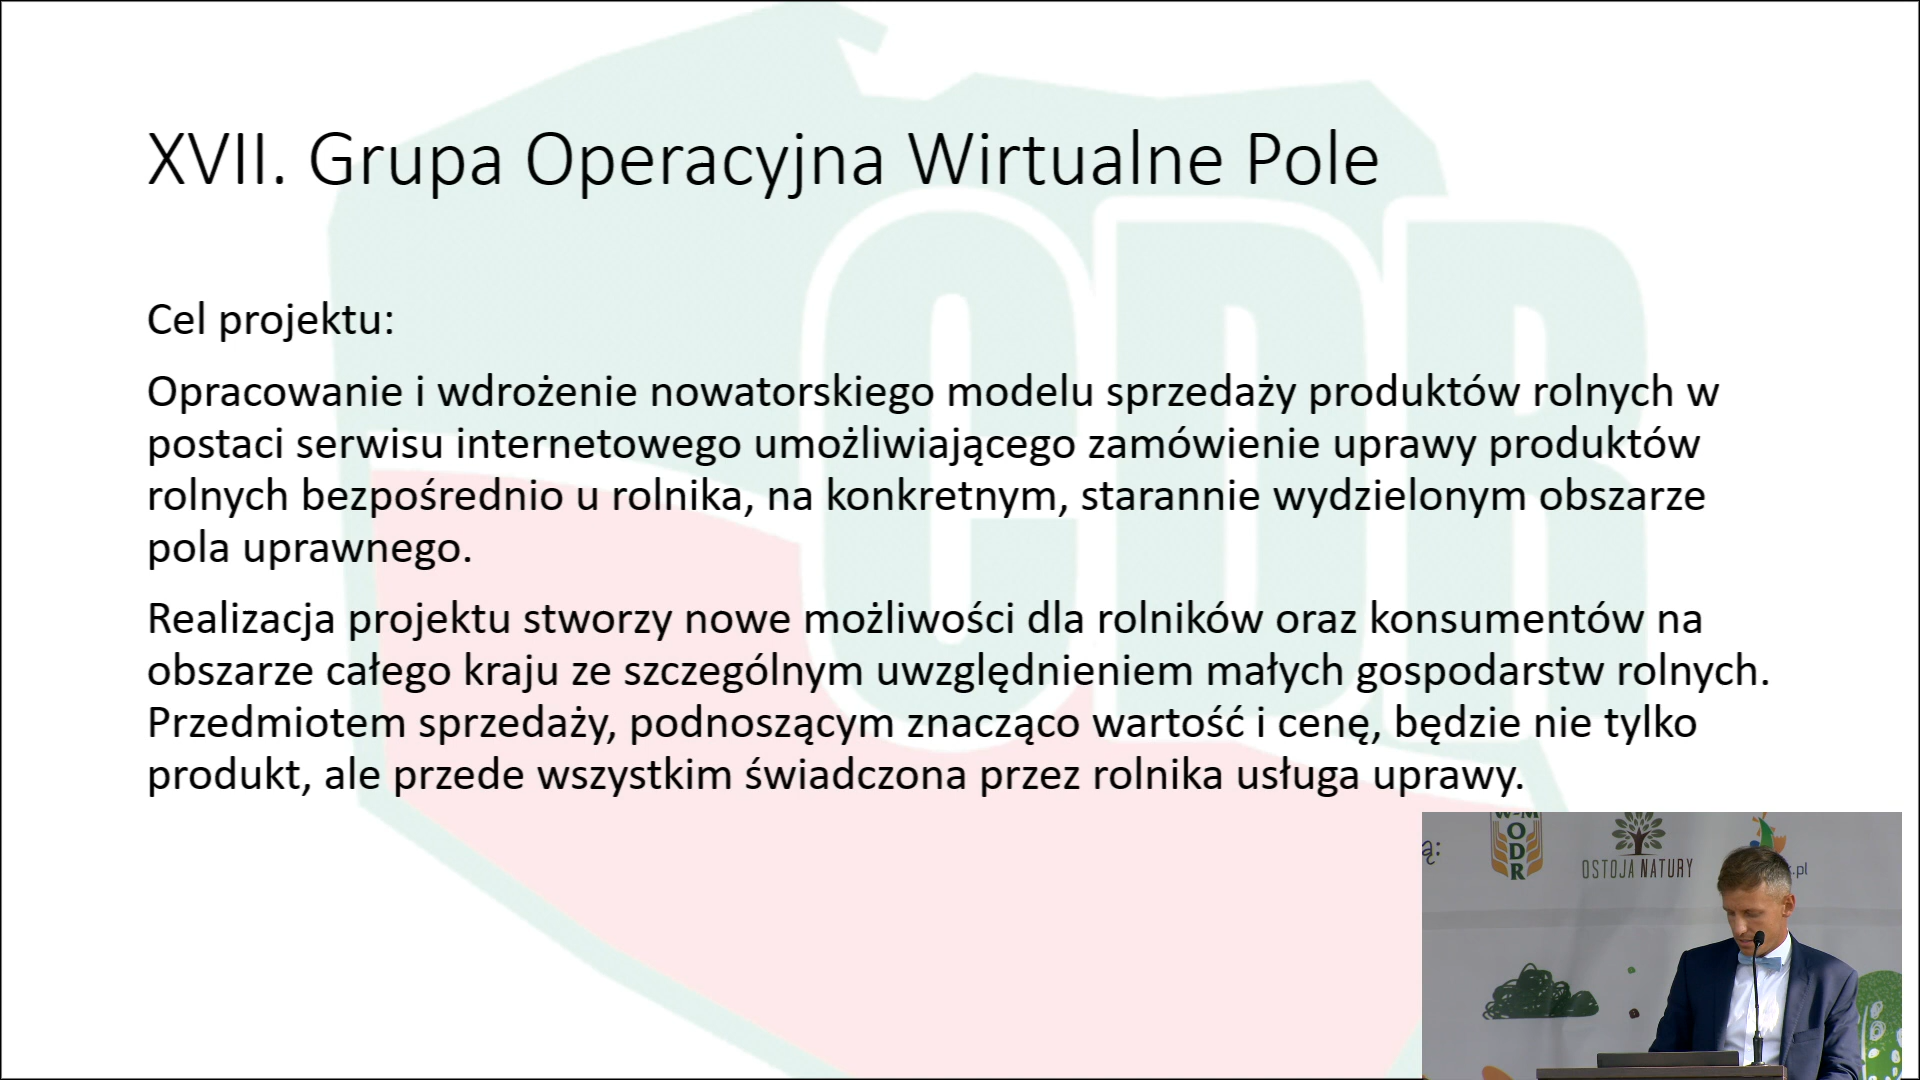 XVII. Grupa Operacyjna Wirtualne Pole
Cel projektu:
Opracowanie i wdrożenie nowatorskiego modelu sprzedaży produktów rolnych w
postaci serwisu internetowego umożliwiającego zamówienie uprawy produktów
rolnych bezpośrednio u rolnika, na konkretnym, starannie wydzielonym obszarze
pola uprawnego.
Realizacja projektu stworzy nowe możliwości dla rolników oraz konsumentów na
obszarze całego kraju ze szczególnym uwzględnieniem małych gospodarstw rolnych.
Przedmiotem sprzedaży, podnoszącym znacząco wartość i cenę, będzie nie tylko
produkt, ale przede wszystkim świadczona przez rolnika usługa uprawy.
CDR
W-M
ODR
OSTOJA NATURY
.pl